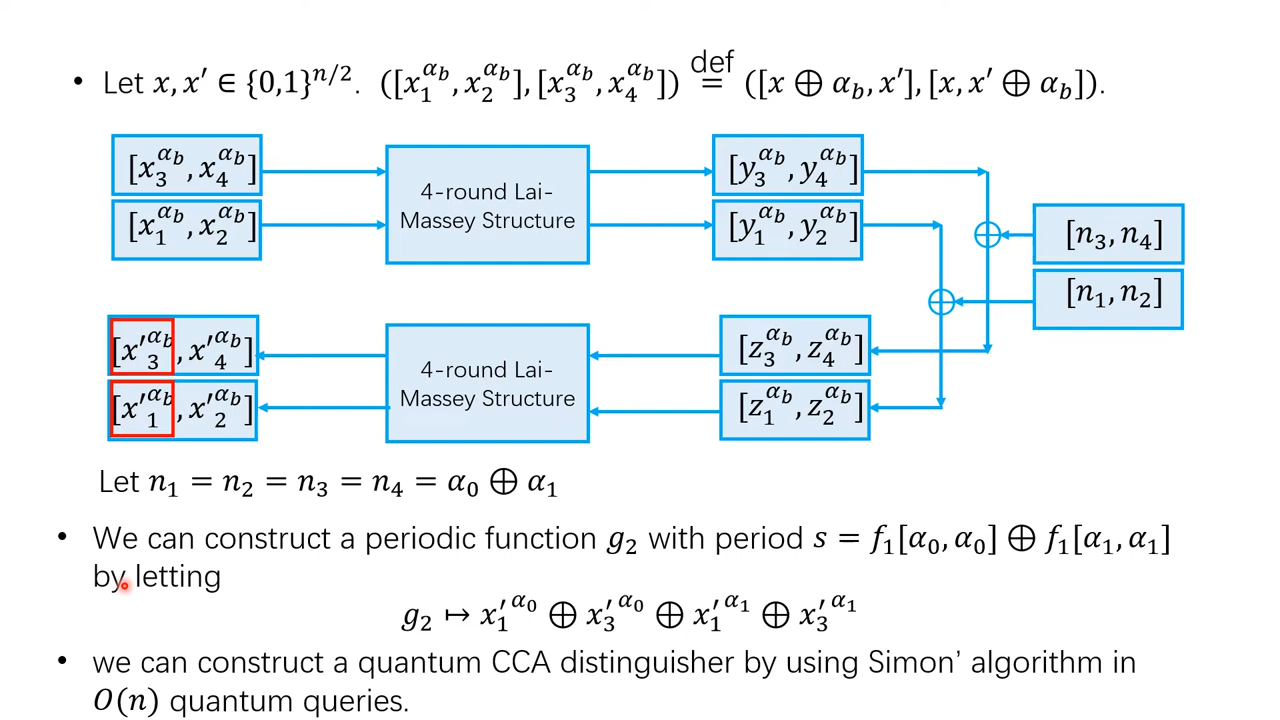 • Let x, x′ ∈ {0,1}^{n/2}. ([x_1^{α_b}, x_2^{α_b}], [x_3^{α_b}, x_4^{α_b}]) ≝ ([x ⊕ α_b, x′], [x, x′ ⊕ α_b]).
[x_3^{α_b}, x_4^{α_b}]
[x_1^{α_b}, x_2^{α_b}]
4-round Lai-
Massey Structure
[y_3^{α_b}, y_4^{α_b}]
[y_1^{α_b}, y_2^{α_b}]
[n_3, n_4]
[n_1, n_2]
[x′_3^{α_b}, x′_4^{α_b}]
[x′_1^{α_b}, x′_2^{α_b}]
4-round Lai-
Massey Structure
[z_3^{α_b}, z_4^{α_b}]
[z_1^{α_b}, z_2^{α_b}]
Let n_1 = n_2 = n_3 = n_4 = α_0 ⊕ α_1
• We can construct a periodic function g_2 with period s = f_1[α_0, α_0] ⊕ f_1[α_1, α_1]
by letting
g_2 ↦ x_1′^{α_0} ⊕ x_3′^{α_0} ⊕ x_1′^{α_1} ⊕ x_3′^{α_1}
• we can construct a quantum CCA distinguisher by using Simon’ algorithm in
O(n) quantum queries.